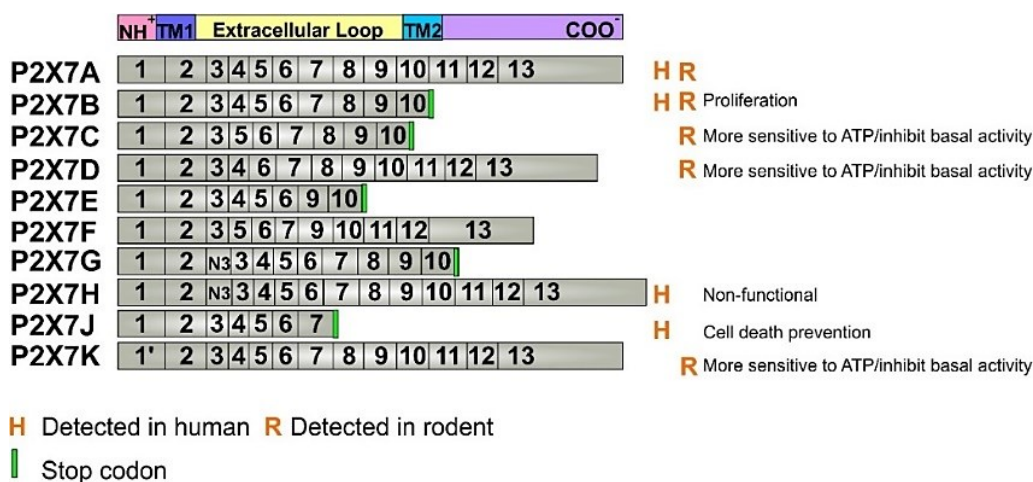 NH+ TM1 Extracellular Loop TM2 COO-
P2X7A 1 2 3 4 5 6 7 8 9 10 11 12 13 H R
P2X7B 1 2 3 4 5 6 7 8 9 10 H R Proliferation
P2X7C 1 2 3 5 6 7 8 9 10 R More sensitive to ATP/inhibit basal activity
P2X7D 1 2 3 4 6 7 8 9 10 11 12 13 R More sensitive to ATP/inhibit basal activity
P2X7E 1 2 3 4 5 6 9 10
P2X7F 1 2 3 5 6 7 9 10 11 12 13
P2X7G 1 2 N3 3 4 5 6 7 8 9 10
P2X7H 1 2 N3 3 4 5 6 7 8 9 10 11 12 13 H Non-functional
P2X7J 1 2 3 4 5 6 7 H Cell death prevention
P2X7K 1' 2 3 4 5 6 7 8 9 10 11 12 13 R More sensitive to ATP/inhibit basal activity
H Detected in human R Detected in rodent
Stop codon